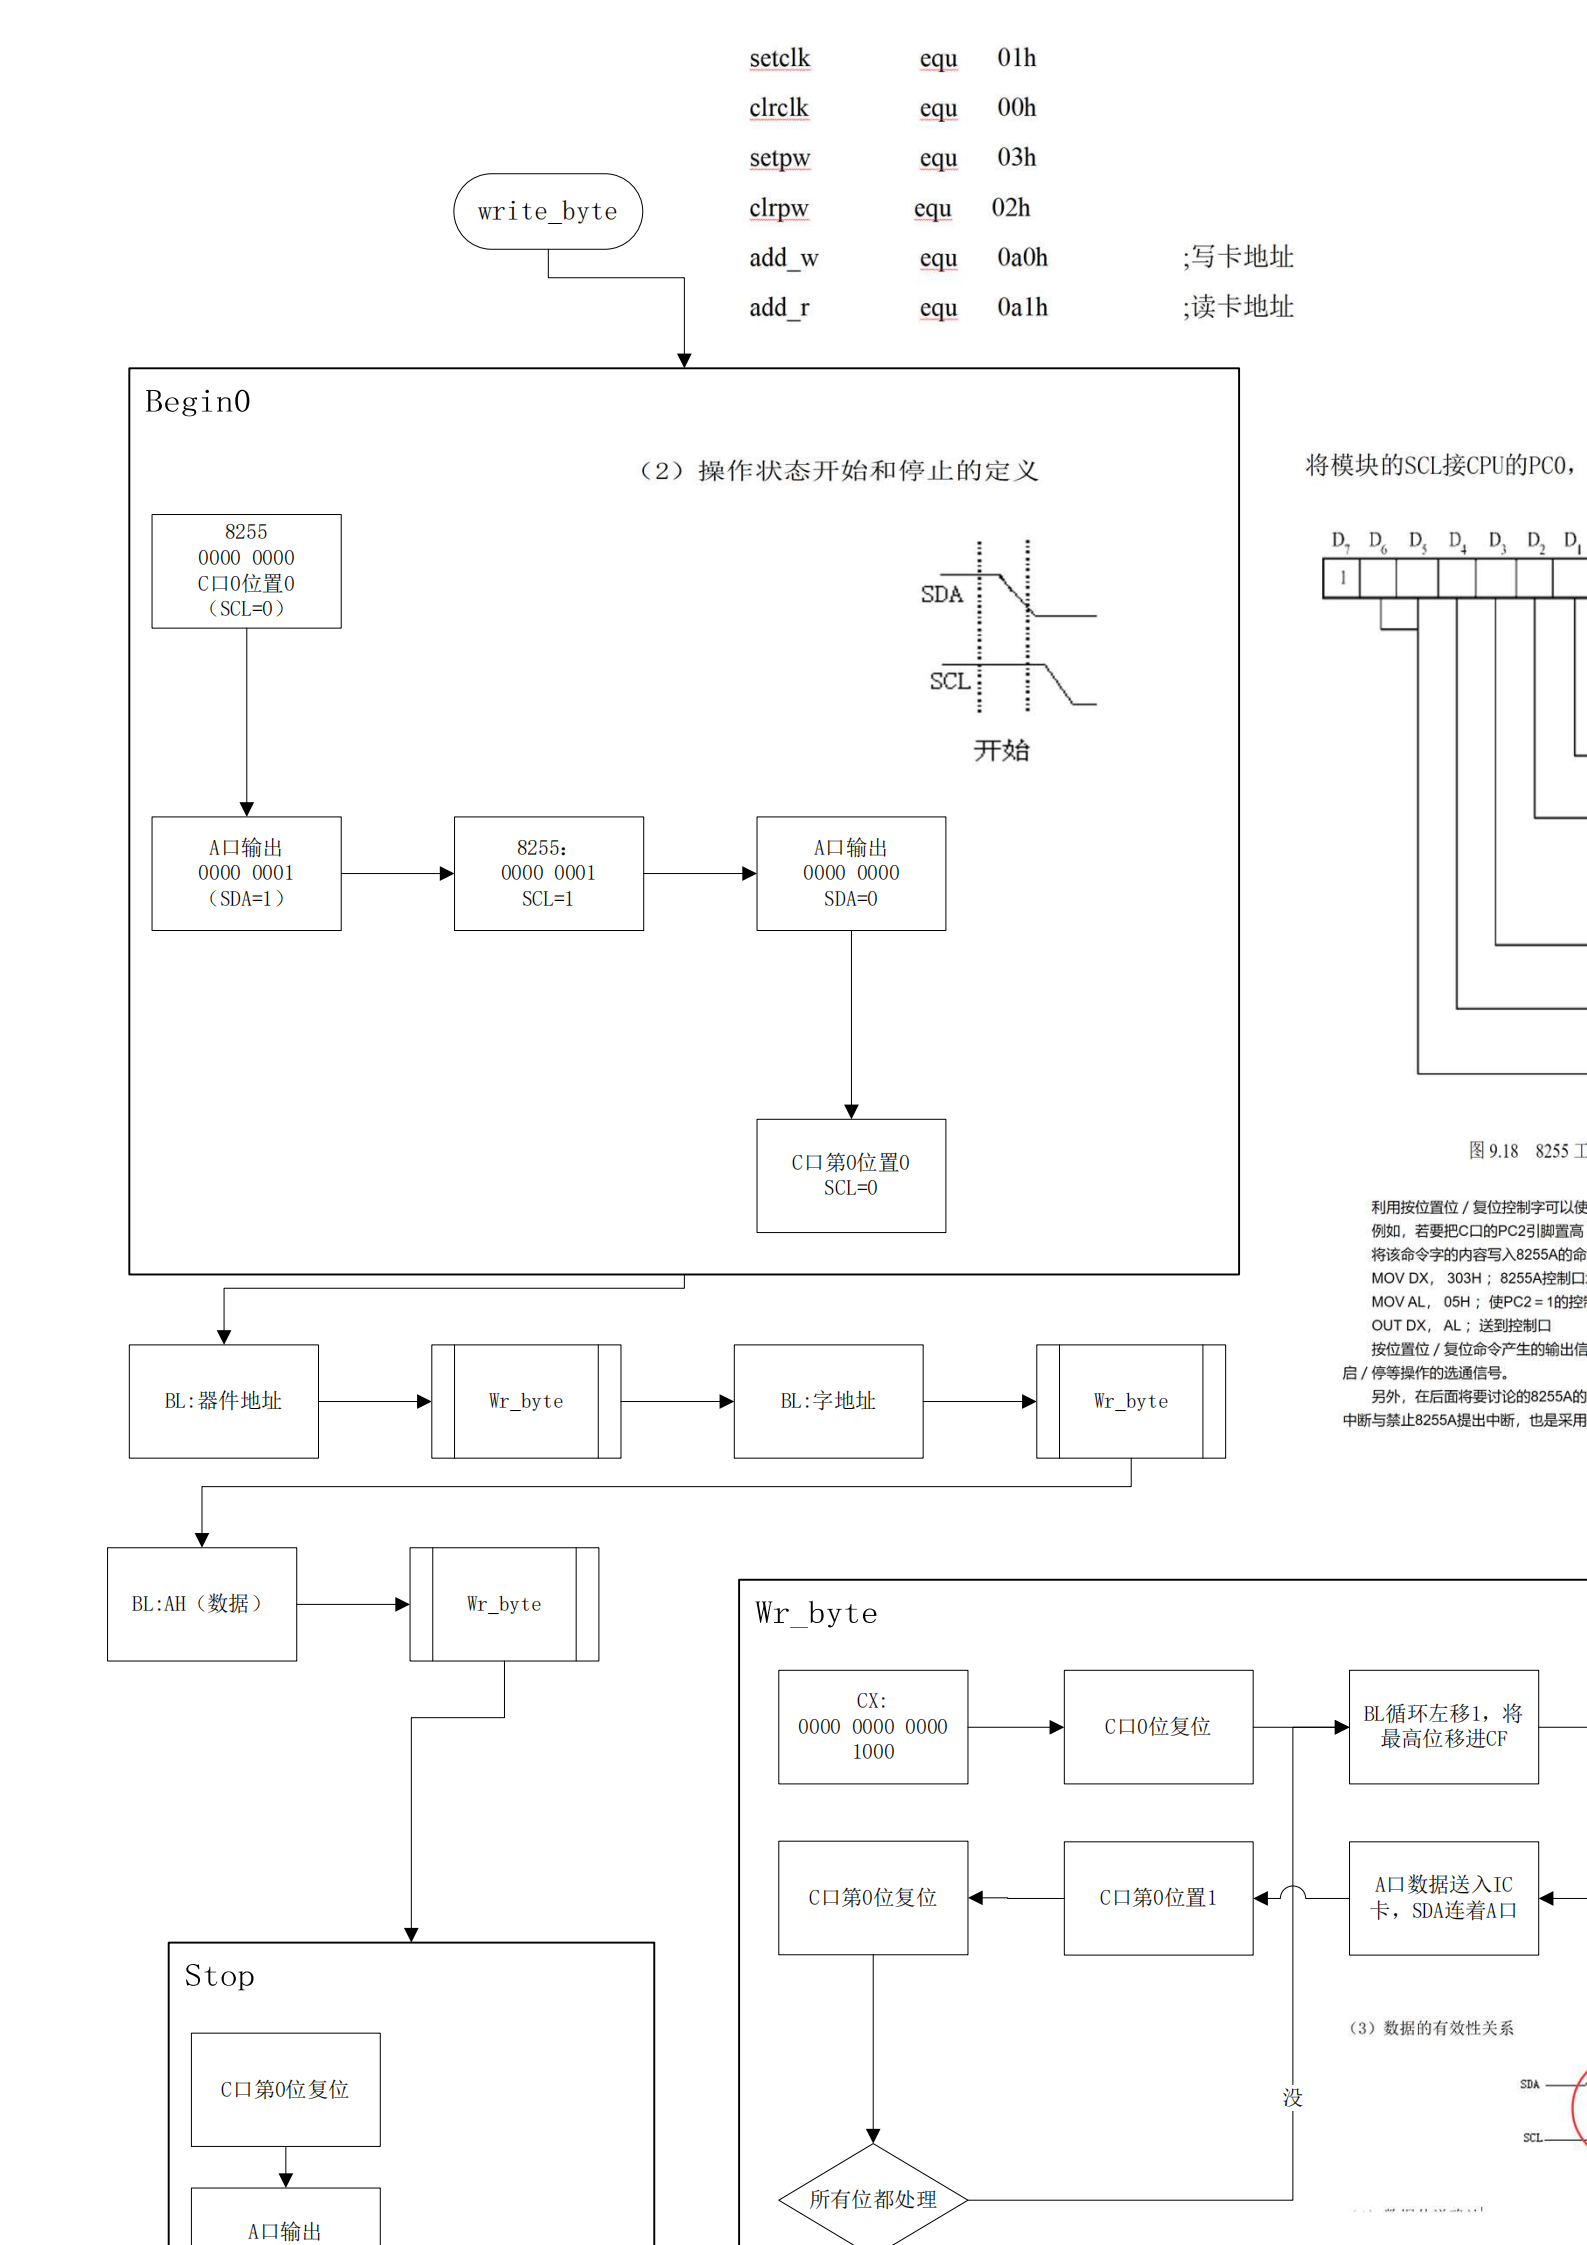 setclk equ 01h
clrclk equ 00h
setpw equ 03h
clrpw equ 02h
add_w equ 0a0h ;写卡地址
add_r equ 0a1h ;读卡地址
write_byte
Begin0
（2）操作状态开始和停止的定义
8255
0000 0000
C口0位置0
（SCL=0）
SDA
SCL
开始
A口输出
0000 0001
（SDA=1）
8255：
0000 0001
SCL=1
A口输出
0000 0000
SDA=0
C口第0位置0
SCL=0
将模块的SCL接CPU的PC0，
D7 D6 D5 D4 D3 D2 D1
1
图 9.18 8255 工
利用按位置位 / 复位控制字可以使
例如，若要把C口的PC2引脚置高
将该命令字的内容写入8255A的命
MOV DX， 303H； 8255A控制口
MOV AL， 05H； 使PC2 = 1的控
OUT DX， AL； 送到控制口
按位置位 / 复位命令产生的输出信
启 / 停等操作的选通信号。
另外，在后面将要讨论的8255A的
中断与禁止8255A提出中断，也是采用
BL:器件地址
Wr_byte
BL:字地址
Wr_byte
BL:AH（数据）
Wr_byte
Wr_byte
CX:
0000 0000 0000
1000
C口0位复位
BL循环左移1，将
最高位移进CF
C口第0位复位
C口第0位置1
A口数据送入IC
卡，SDA连着A口
（3）数据的有效性关系
SDA
SCL
没
所有位都处理
Stop
C口第0位复位
A口输出